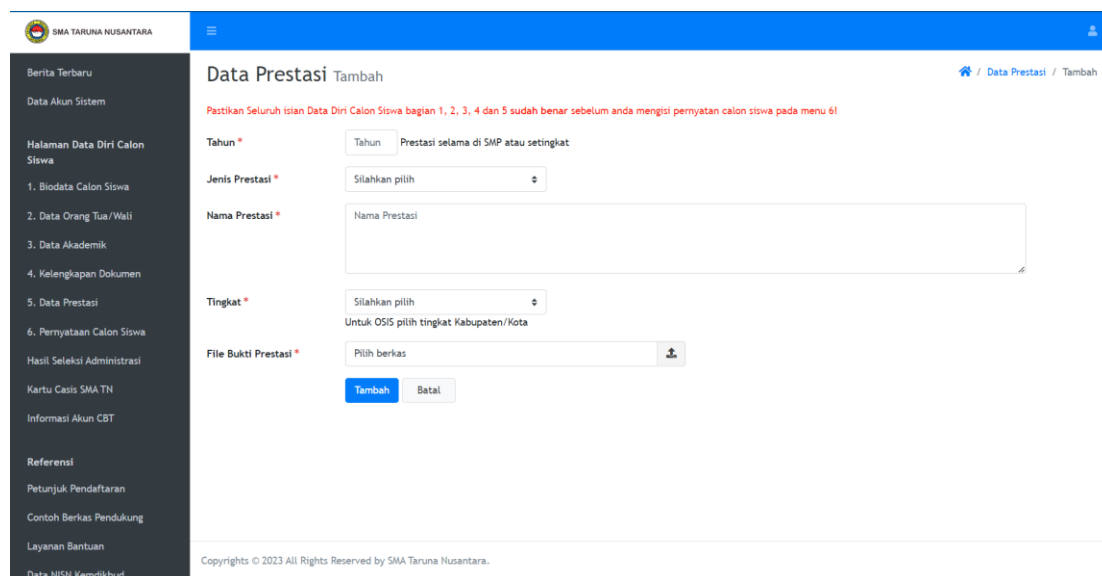 SMA TARUNA NUSANTARA
Berita Terbaru
Data Akun Sistem
Halaman Data Diri Calon
Siswa
1. Biodata Calon Siswa
2. Data Orang Tua/Wali
3. Data Akademik
4. Kelengkapan Dokumen
5. Data Prestasi
6. Pernyataan Calon Siswa
Hasil Seleksi Administrasi
Kartu Casis SMA TN
Informasi Akun CBT
Referensi
Petunjuk Pendaftaran
Contoh Berkas Pendukung
Layanan Bantuan
Data NISN Kemdikbud
Data Prestasi Tambah
/ Data Prestasi / Tambah
Pastikan Seluruh isian Data Diri Calon Siswa bagian 1, 2, 3, 4 dan 5 sudah benar sebelum anda mengisi pernyatan calon siswa pada menu 6!
Tahun * Tahun Prestasi selama di SMP atau setingkat
Jenis Prestasi * Silahkan pilih
Nama Prestasi * Nama Prestasi
Tingkat * Silahkan pilih
Untuk OSIS pilih tingkat Kabupaten/Kota
File Bukti Prestasi * Pilih berkas
Tambah Batal
Copyrights © 2023 All Rights Reserved by SMA Taruna Nusantara.